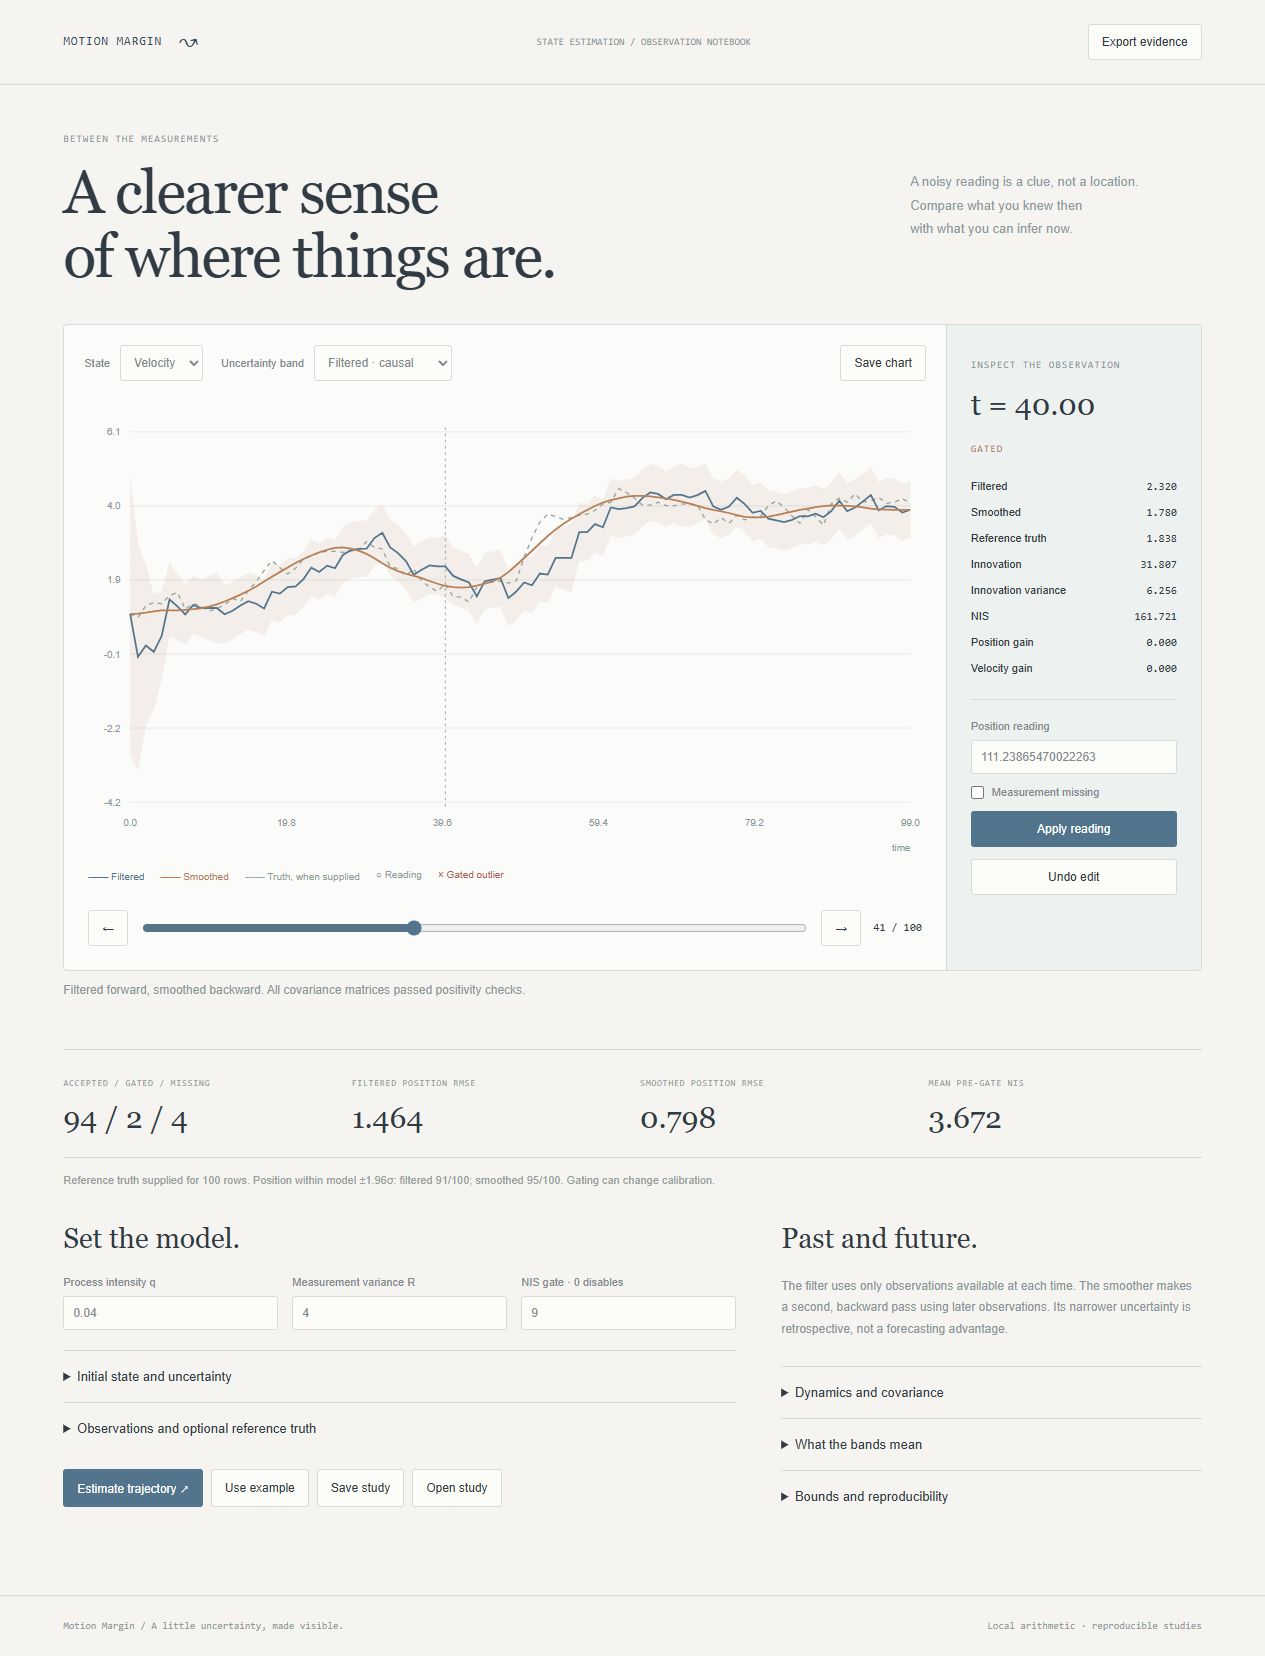 MOTION MARGIN
STATE ESTIMATION / OBSERVATION NOTEBOOK
Export evidence
BETWEEN THE MEASUREMENTS
A clearer sense
of where things are.
A noisy reading is a clue, not a location.
Compare what you knew then
with what you can infer now.
State
Velocity
Uncertainty band
Filtered · causal
Save chart
6.1
4.0
1.9
-0.1
-2.2
-4.2
0.0
19.8
39.6
59.4
79.2
99.0
time
Filtered
Smoothed
Truth, when supplied
○ Reading
× Gated outlier
←
→
41 / 100
INSPECT THE OBSERVATION
t = 40.00
GATED
Filtered 2.320
Smoothed 1.780
Reference truth 1.838
Innovation 31.807
Innovation variance 6.256
NIS 161.721
Position gain 0.000
Velocity gain 0.000
Position reading
111.23865470022263
Measurement missing
Apply reading
Undo edit
Filtered forward, smoothed backward. All covariance matrices passed positivity checks.
ACCEPTED / GATED / MISSING
94 / 2 / 4
FILTERED POSITION RMSE
1.464
SMOOTHED POSITION RMSE
0.798
MEAN PRE-GATE NIS
3.672
Reference truth supplied for 100 rows. Position within model ±1.96σ: filtered 91/100; smoothed 95/100. Gating can change calibration.
Set the model.
Process intensity q
0.04
Measurement variance R
4
NIS gate · 0 disables
9
Initial state and uncertainty
Observations and optional reference truth
Estimate trajectory ↗
Use example
Save study
Open study
Past and future.
The filter uses only observations available at each time. The smoother makes
a second, backward pass using later observations. Its narrower uncertainty is
retrospective, not a forecasting advantage.
Dynamics and covariance
What the bands mean
Bounds and reproducibility
Motion Margin / A little uncertainty, made visible.
Local arithmetic · reproducible studies